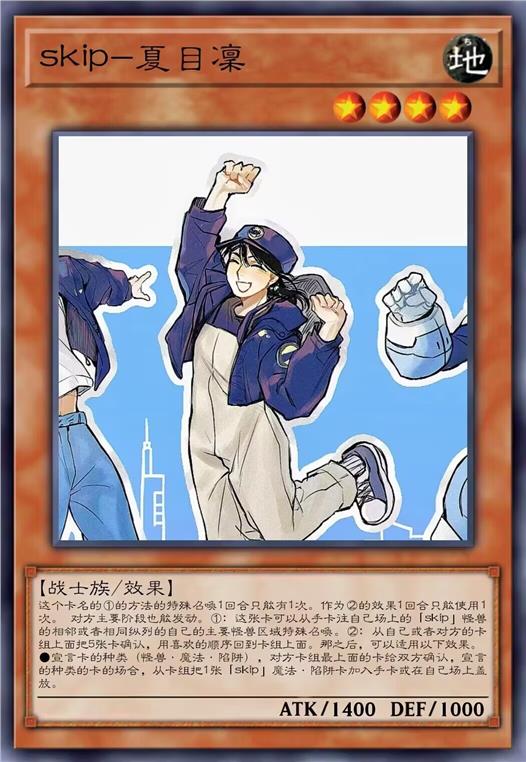 skip-夏目凜
地
【战士族/效果】
这个卡名的①的方法的特殊召唤1回合只能有1次。作为②的效果1回合只能使用1
次。 对方主要阶段也能发动。①：这张卡可以从手卡往自己场上的「skip」怪兽
的相邻或者相同纵列的自己的主要怪兽区域特殊召唤。②：从自己或者对方的卡
组上面把5张卡确认，用喜欢的顺序回到卡组上面。那之后，可以适用以下效果。
●宣言卡的种类（怪兽·魔法·陷阱），对方卡组最上面的卡给双方确认，宣言
的种类的卡的场合，从卡组把1张「skip」魔法·陷阱卡加入手卡或在自己场上盖
放。
ATK/1400 DEF/1000